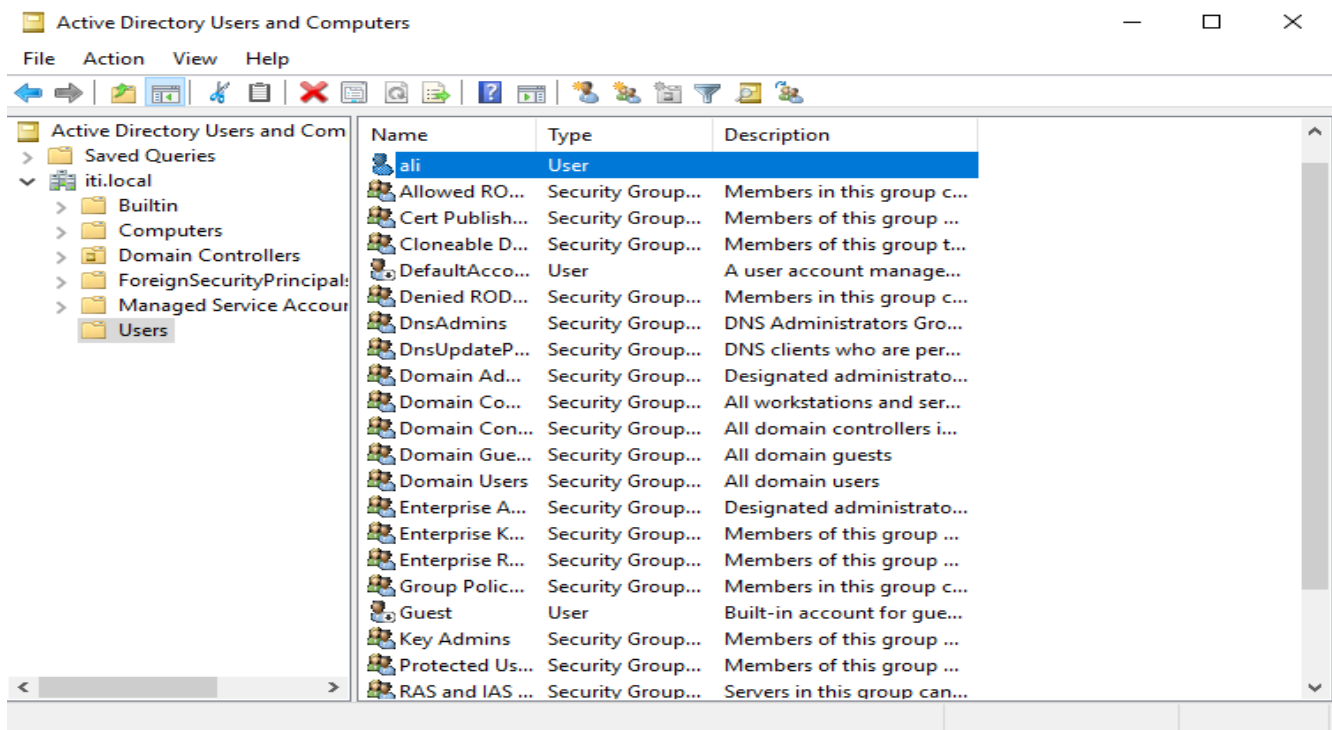 Active Directory Users and Computers
File Action View Help
Active Directory Users and Com
Saved Queries
iti.local
Builtin
Computers
Domain Controllers
ForeignSecurityPrincipals
Managed Service Accour
Users
Name Type Description
ali User
Allowed RO... Security Group... Members in this group c...
Cert Publish... Security Group... Members of this group ...
Cloneable D... Security Group... Members of this group t...
DefaultAcco... User A user account manage...
Denied ROD... Security Group... Members in this group c...
DnsAdmins Security Group... DNS Administrators Gro...
DnsUpdateP... Security Group... DNS clients who are per...
Domain Ad... Security Group... Designated administrato...
Domain Co... Security Group... All workstations and ser...
Domain Con... Security Group... All domain controllers i...
Domain Gue... Security Group... All domain guests
Domain Users Security Group... All domain users
Enterprise A... Security Group... Designated administrato...
Enterprise K... Security Group... Members of this group ...
Enterprise R... Security Group... Members of this group ...
Group Polic... Security Group... Members in this group c...
Guest User Built-in account for gue...
Key Admins Security Group... Members of this group ...
Protected Us... Security Group... Members of this group ...
RAS and IAS ... Security Group... Servers in this group can...